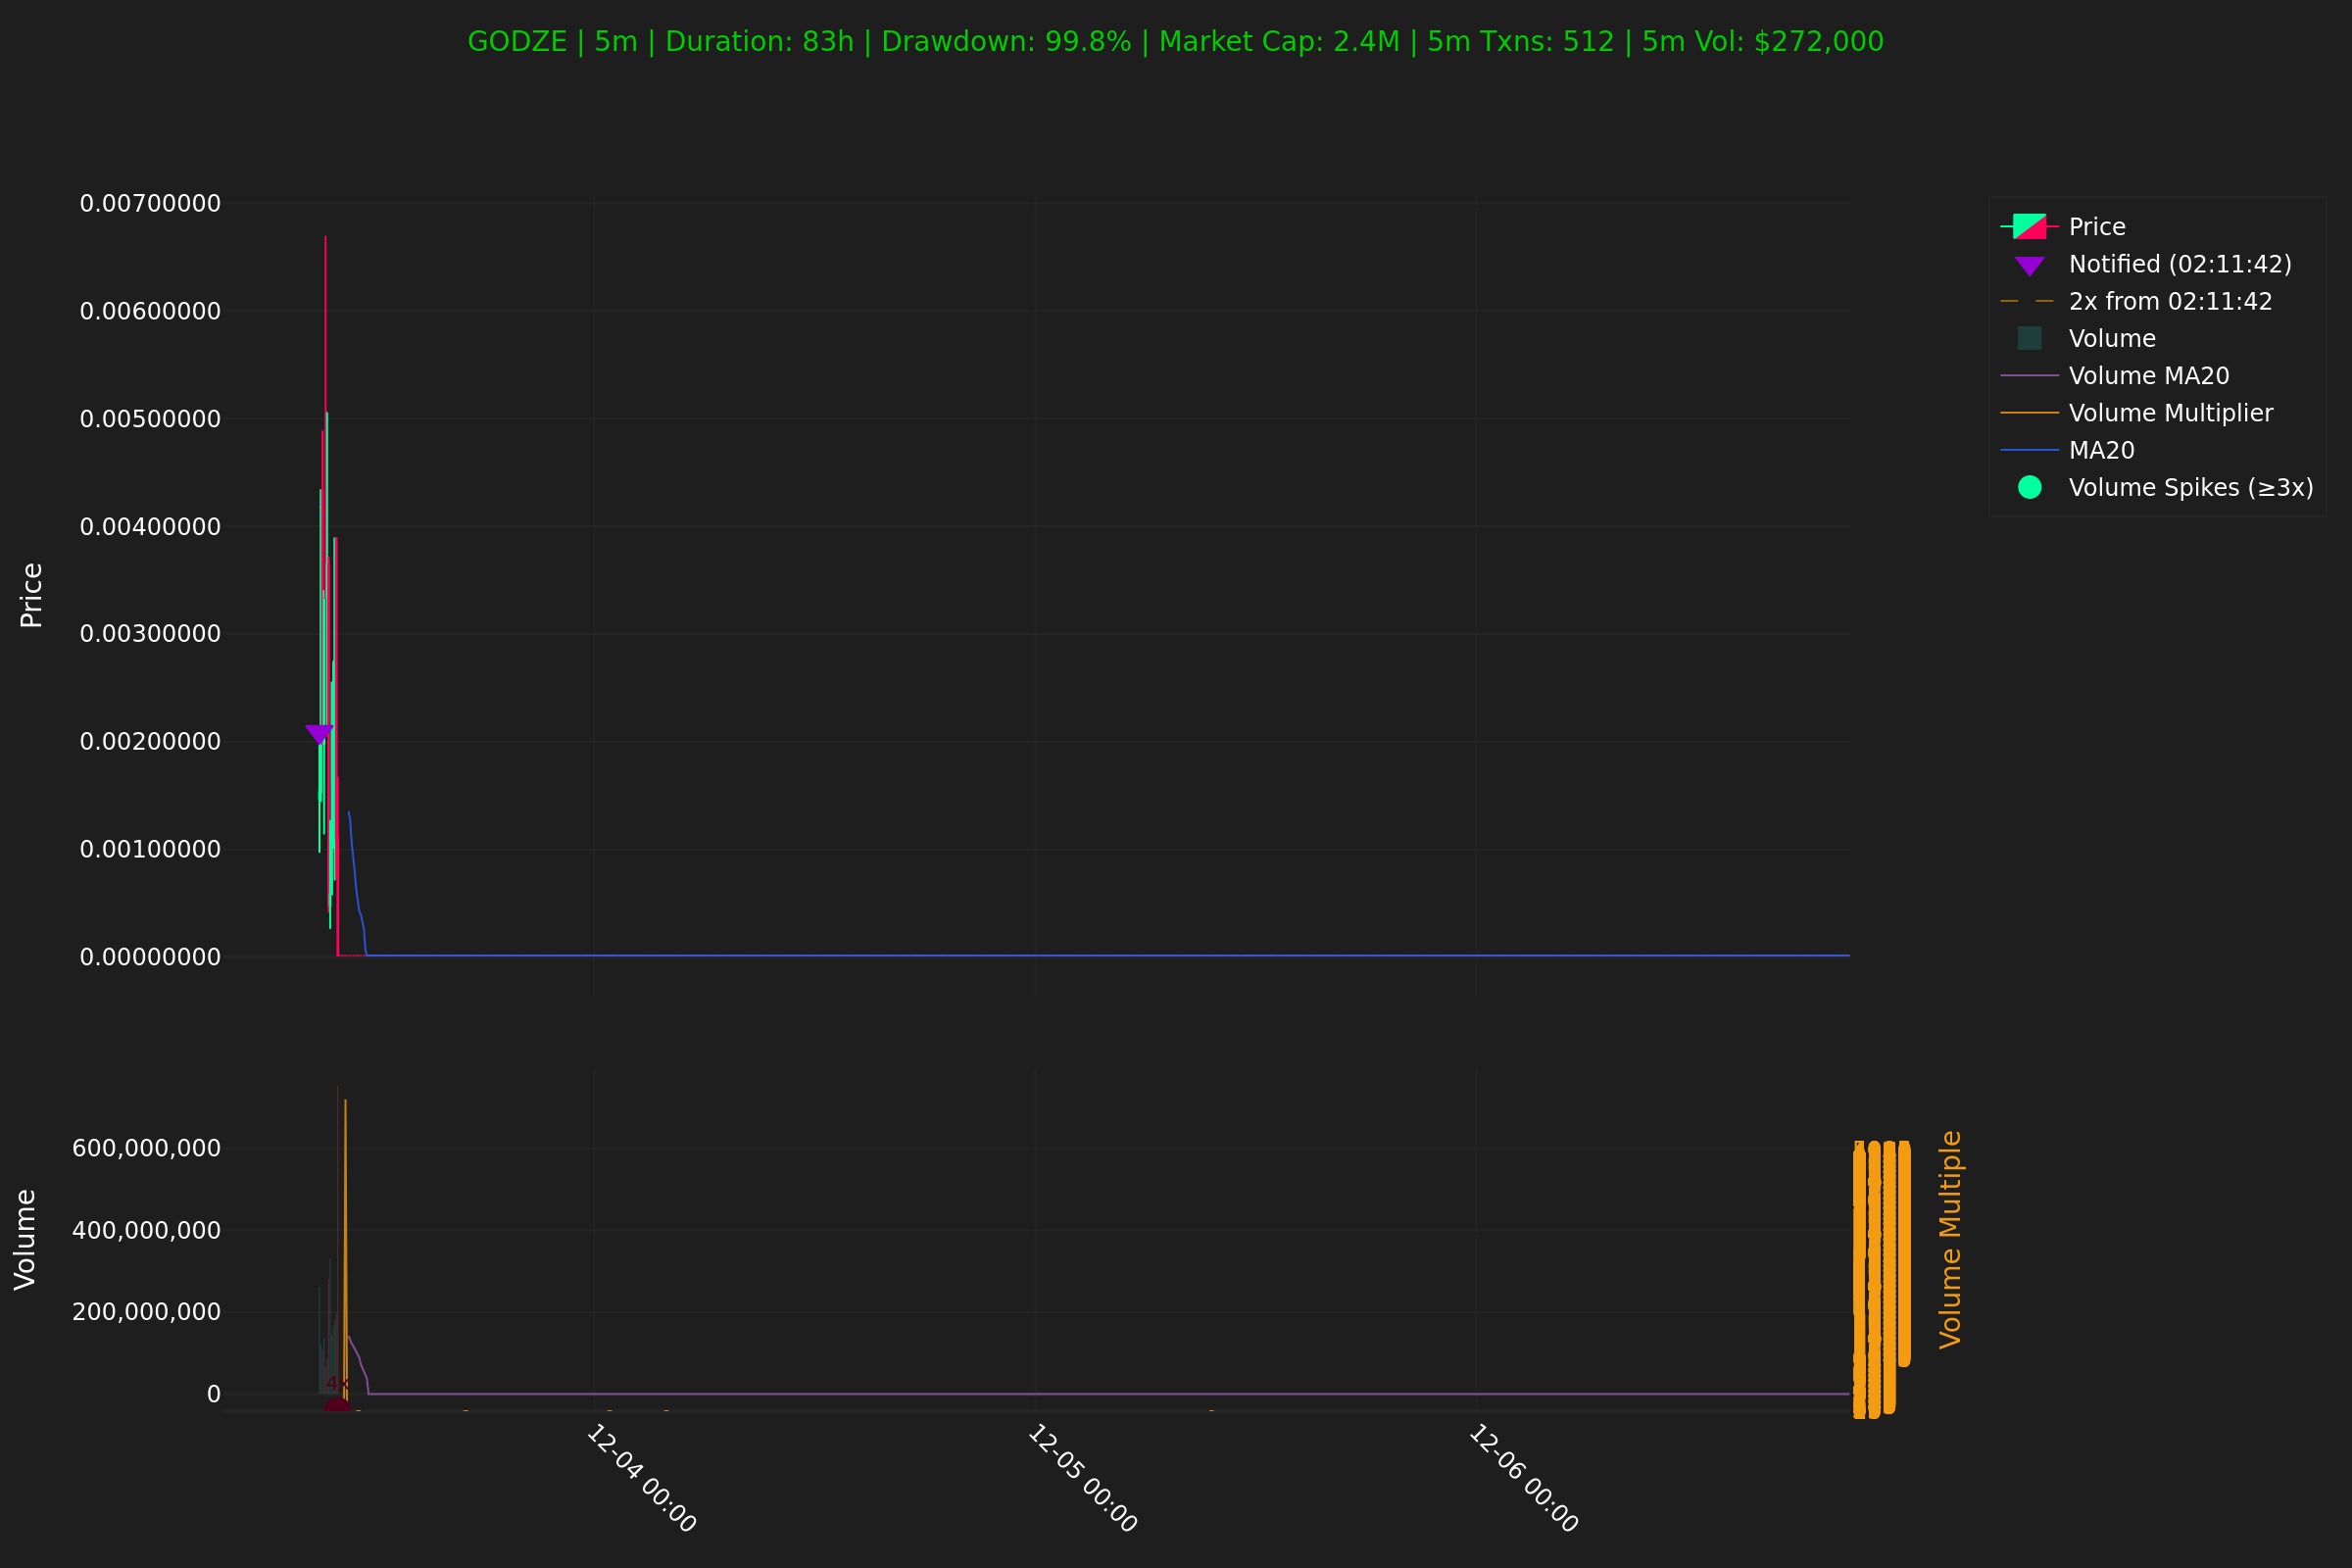 GODZE | 5m | Duration: 83h | Drawdown: 99.8% | Market Cap: 2.4M | 5m Txns: 512 | 5m Vol: $272,000
0.00700000
0.00600000
0.00500000
0.00400000
0.00300000
0.00200000
0.00100000
0.00000000
Price
Price
Notified (02:11:42)
2x from 02:11:42
Volume
Volume MA20
Volume Multiplier
MA20
Volume Spikes (≥3x)
600,000,000
400,000,000
200,000,000
0
Volume
4x
Volume Multiple
12-04 00:00
12-05 00:00
12-06 00:00